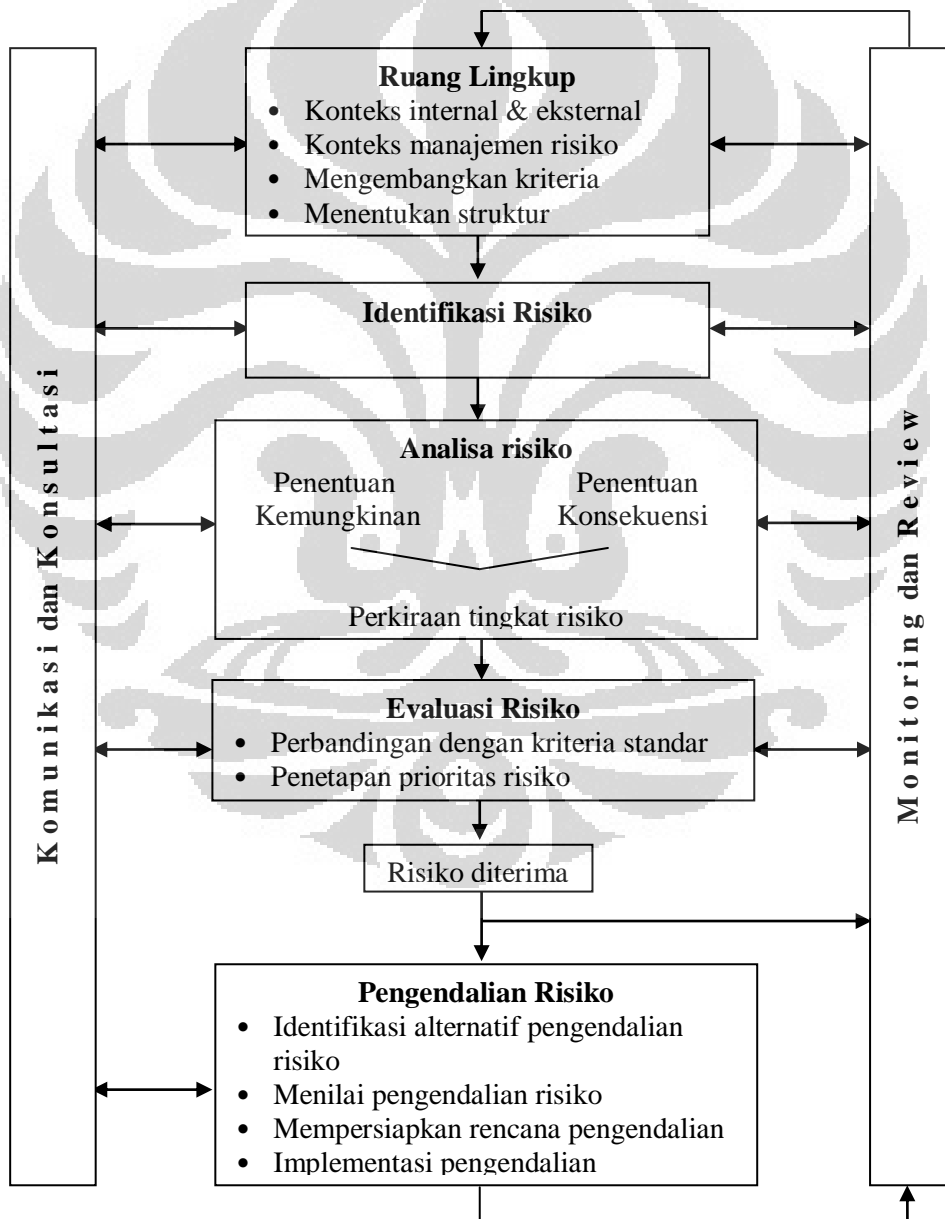 Ruang Lingkup
• Konteks internal & eksternal
• Konteks manajemen risiko
• Mengembangkan kriteria
• Menentukan struktur
Identifikasi Risiko
Analisa risiko
Penentuan
Kemungkinan
Penentuan
Konsekuensi
Perkiraan tingkat risiko
Evaluasi Risiko
• Perbandingan dengan kriteria standar
• Penetapan prioritas risiko
Risiko diterima
Pengendalian Risiko
• Identifikasi alternatif pengendalian
risiko
• Menilai pengendalian risiko
• Mempersiapkan rencana pengendalian
• Implementasi pengendalian
Komunikasi dan Konsultasi
Monitoring dan Review